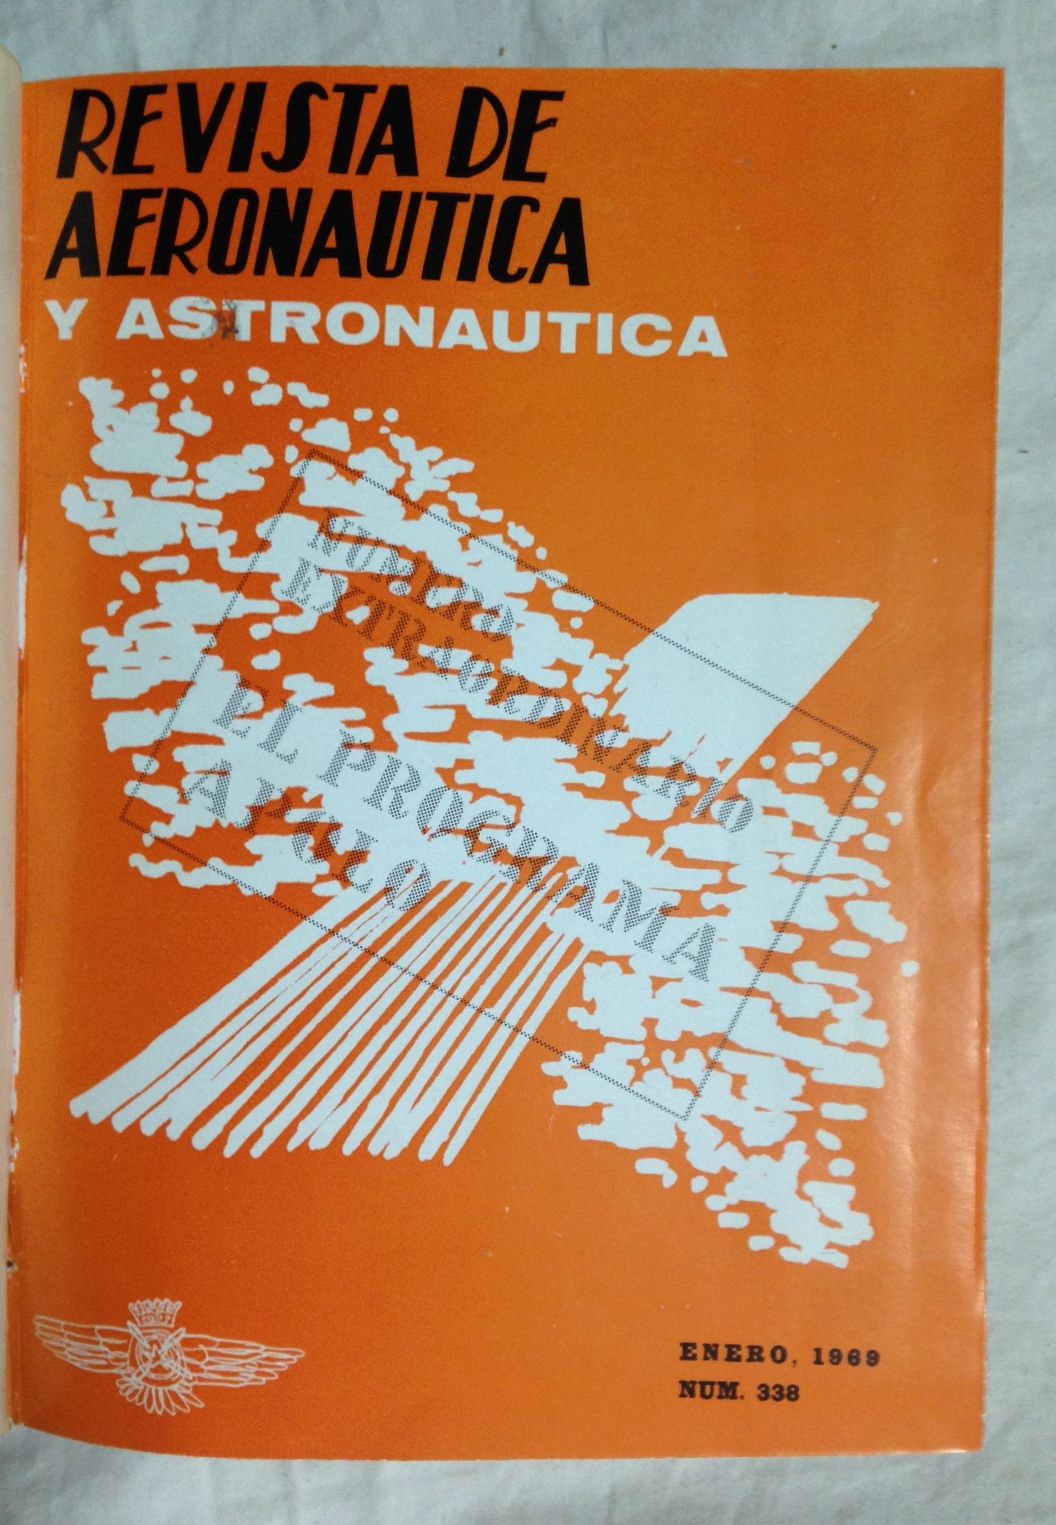 REVISTA DE
AERONAUTICA
Y ASTRONAUTICA
NUMERO
EXTRAORDINARIO
EL PROGRAMA
APOLO
ENERO, 1969
NUM. 338